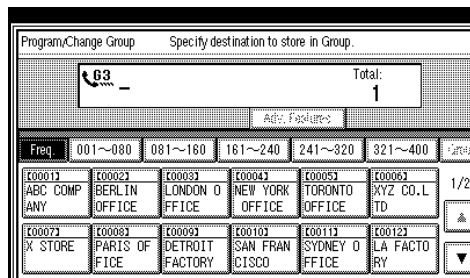 Program/Change Group Specify destination to store in Group.
G3 _ Total:
1
Adv. Features
Freq. 001~080 081~160 161~240 241~320 321~400
[0001] [0002] [0003] [0004] [0005] [0006]
ABC COMP BERLIN LONDON O NEW YORK TORONTO XYZ CO.L
ANY OFFICE FFICE OFFICE OFFICE TD
1/2
[0007] [0008] [0009] [0010] [0011] [0012]
X STORE PARIS OF DETROIT SAN FRAN SYDNEY O LA FACTO
FICE FACTORY CISCO FFICE RY